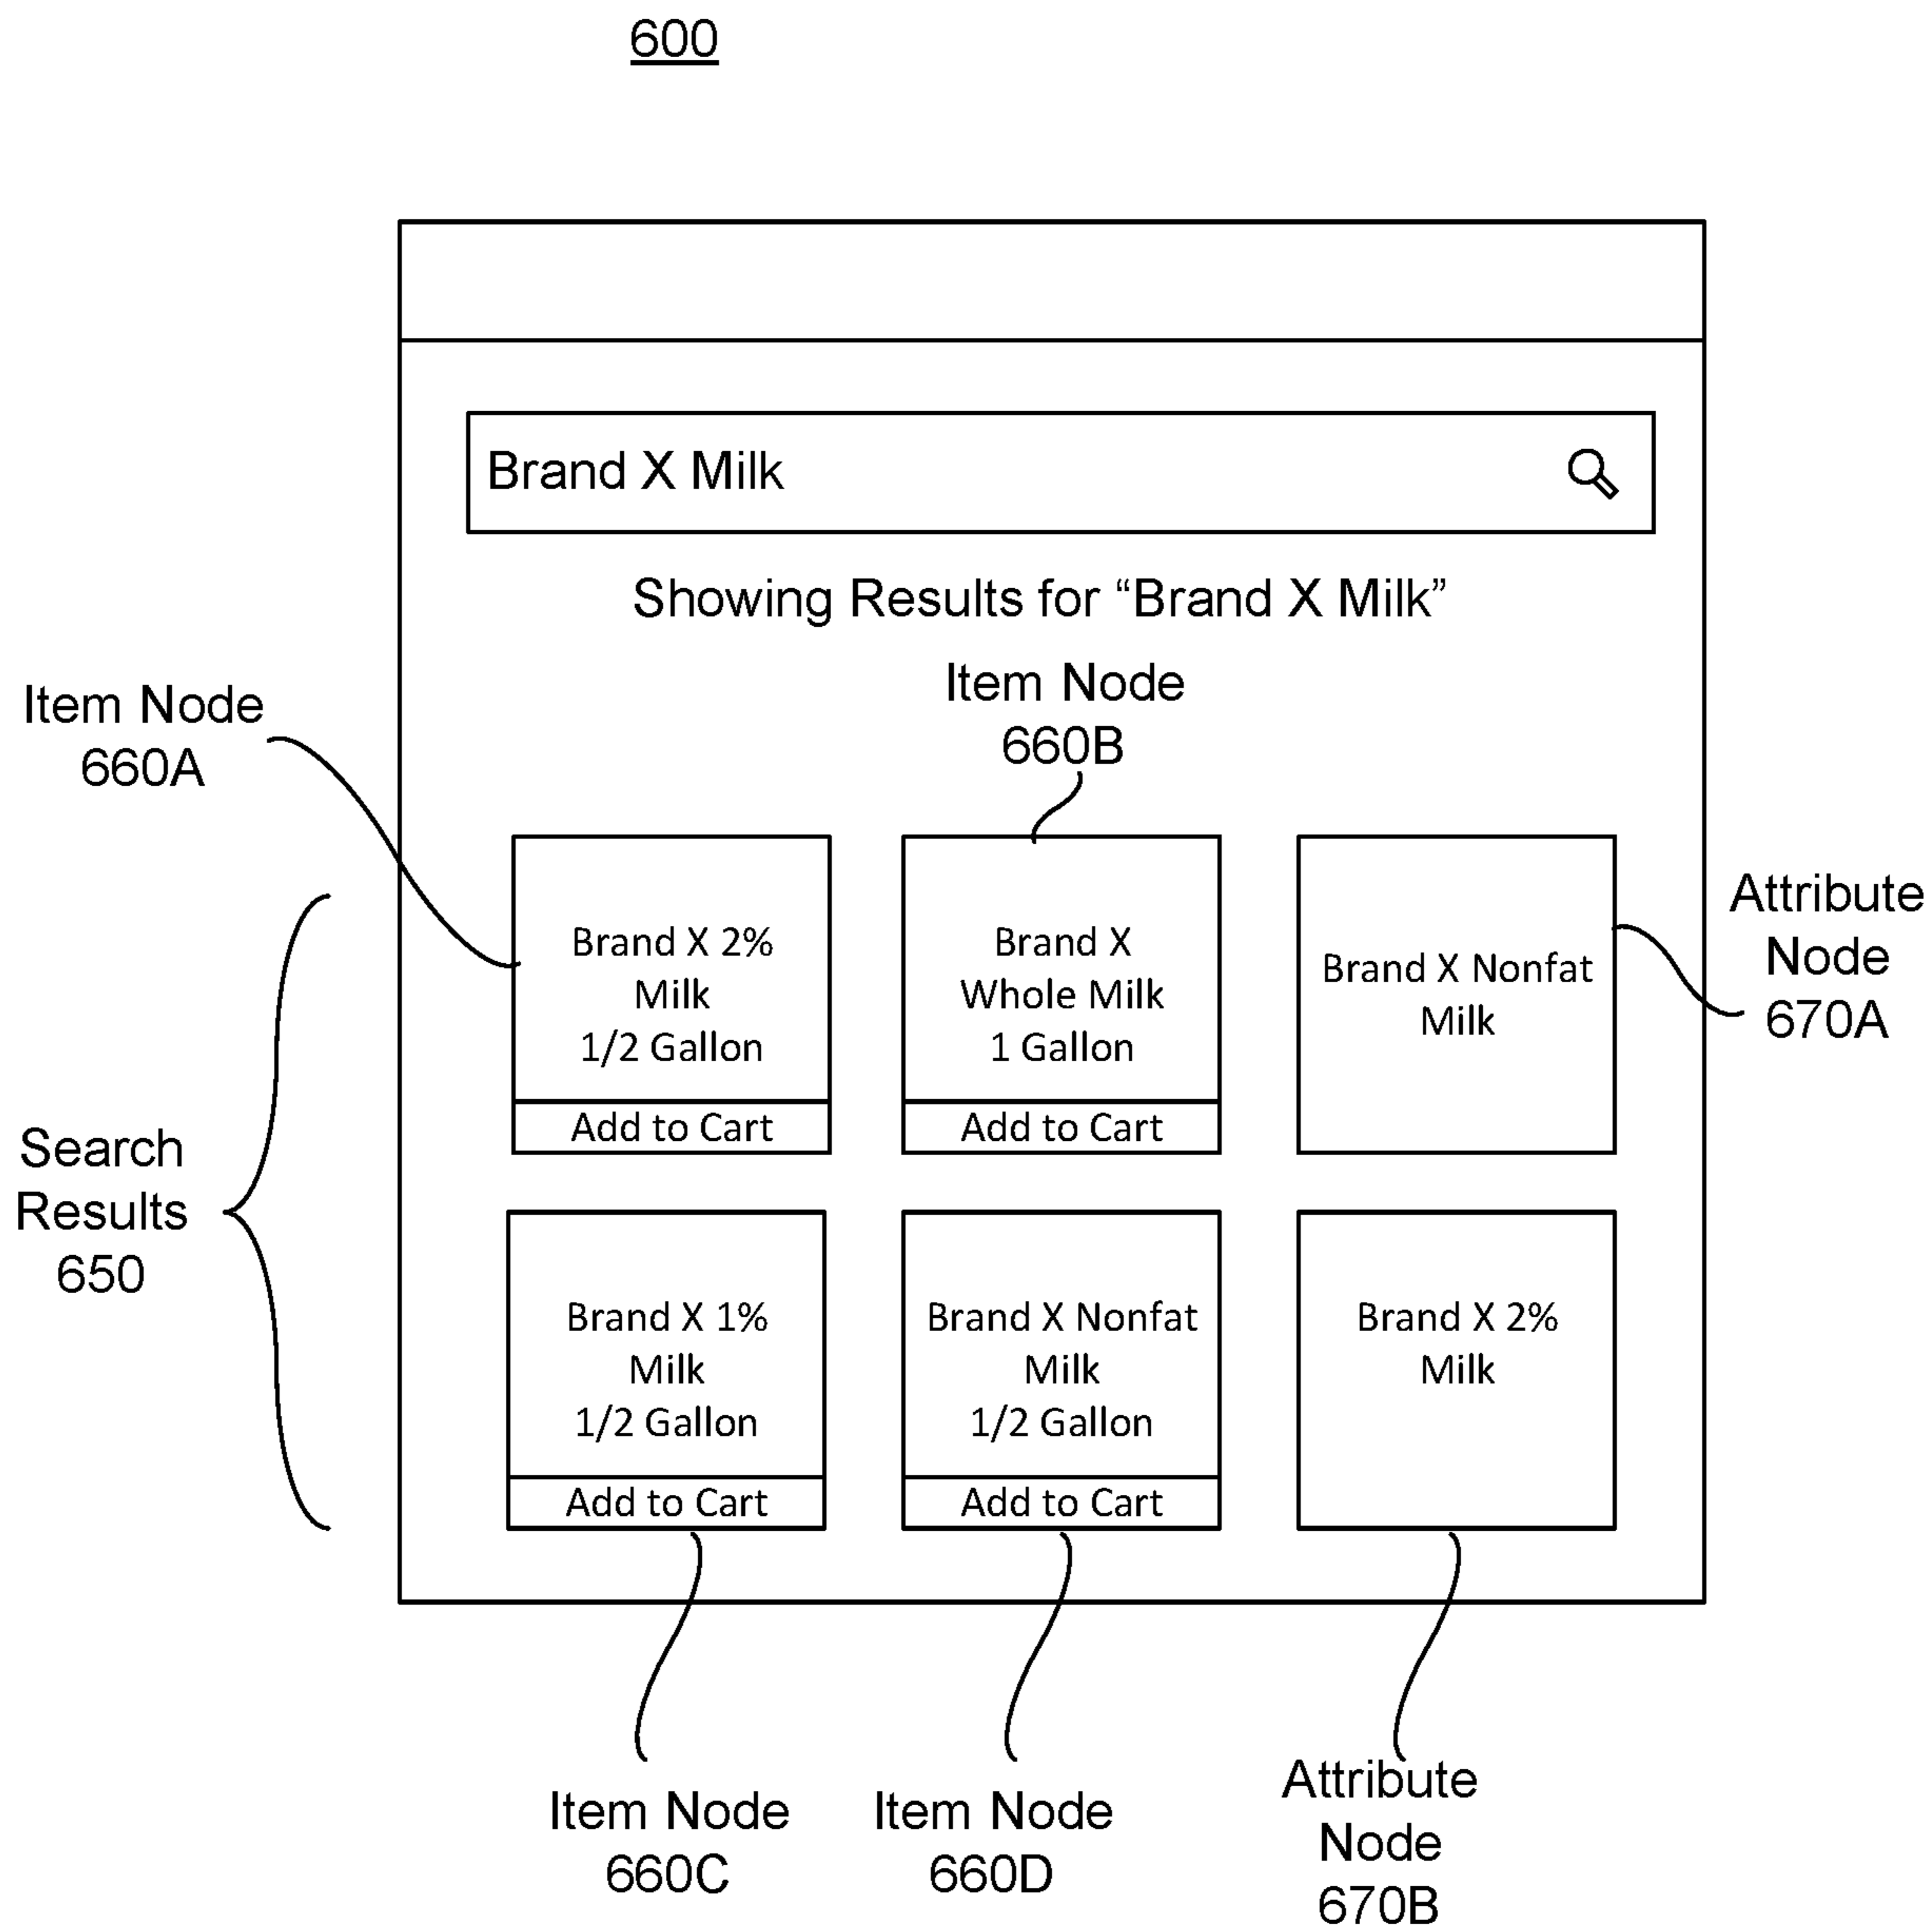 600
Brand X Milk
Showing Results for “Brand X Milk”
Item Node
660A
Item Node
660B
Brand X 2%
Milk
1/2 Gallon
Add to Cart
Brand X
Whole Milk
1 Gallon
Add to Cart
Brand X Nonfat
Milk
Attribute
Node
670A
Search
Results
650
Brand X 1%
Milk
1/2 Gallon
Add to Cart
Brand X Nonfat
Milk
1/2 Gallon
Add to Cart
Brand X 2%
Milk
Item Node
660C
Item Node
660D
Attribute
Node
670B